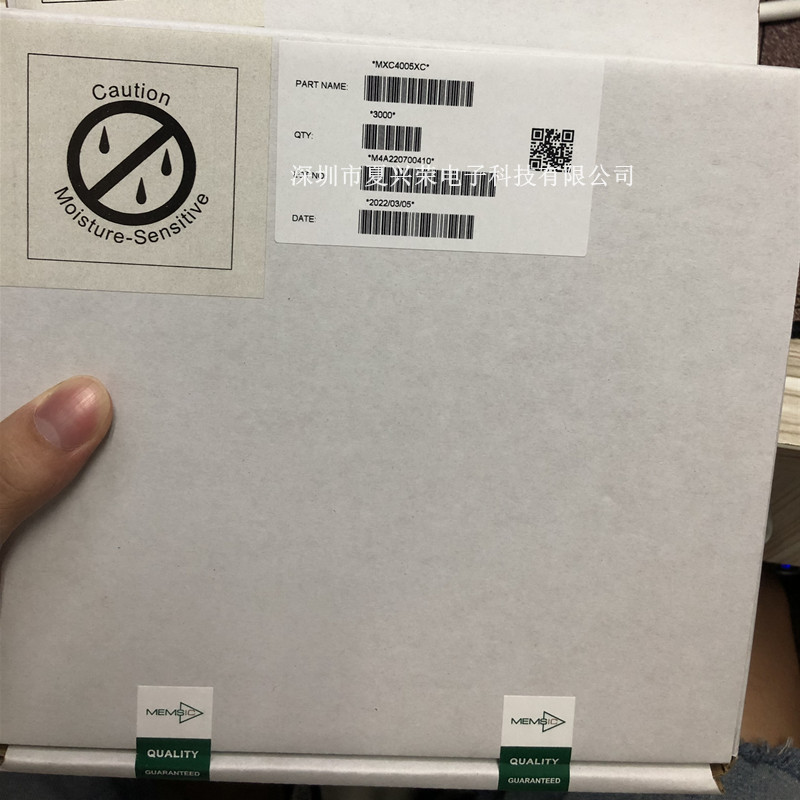 Caution
Moisture-Sensitive
*MXC4005XC*
PART NAME:
*3000*
QTY:
*M4A220700410*
深圳市夏兴荣电子科技有限公司
*2022/03/05*
DATE:
MEMSIC
QUALITY
GUARANTEED
MEMSIC
QUALITY
GUARANTEED